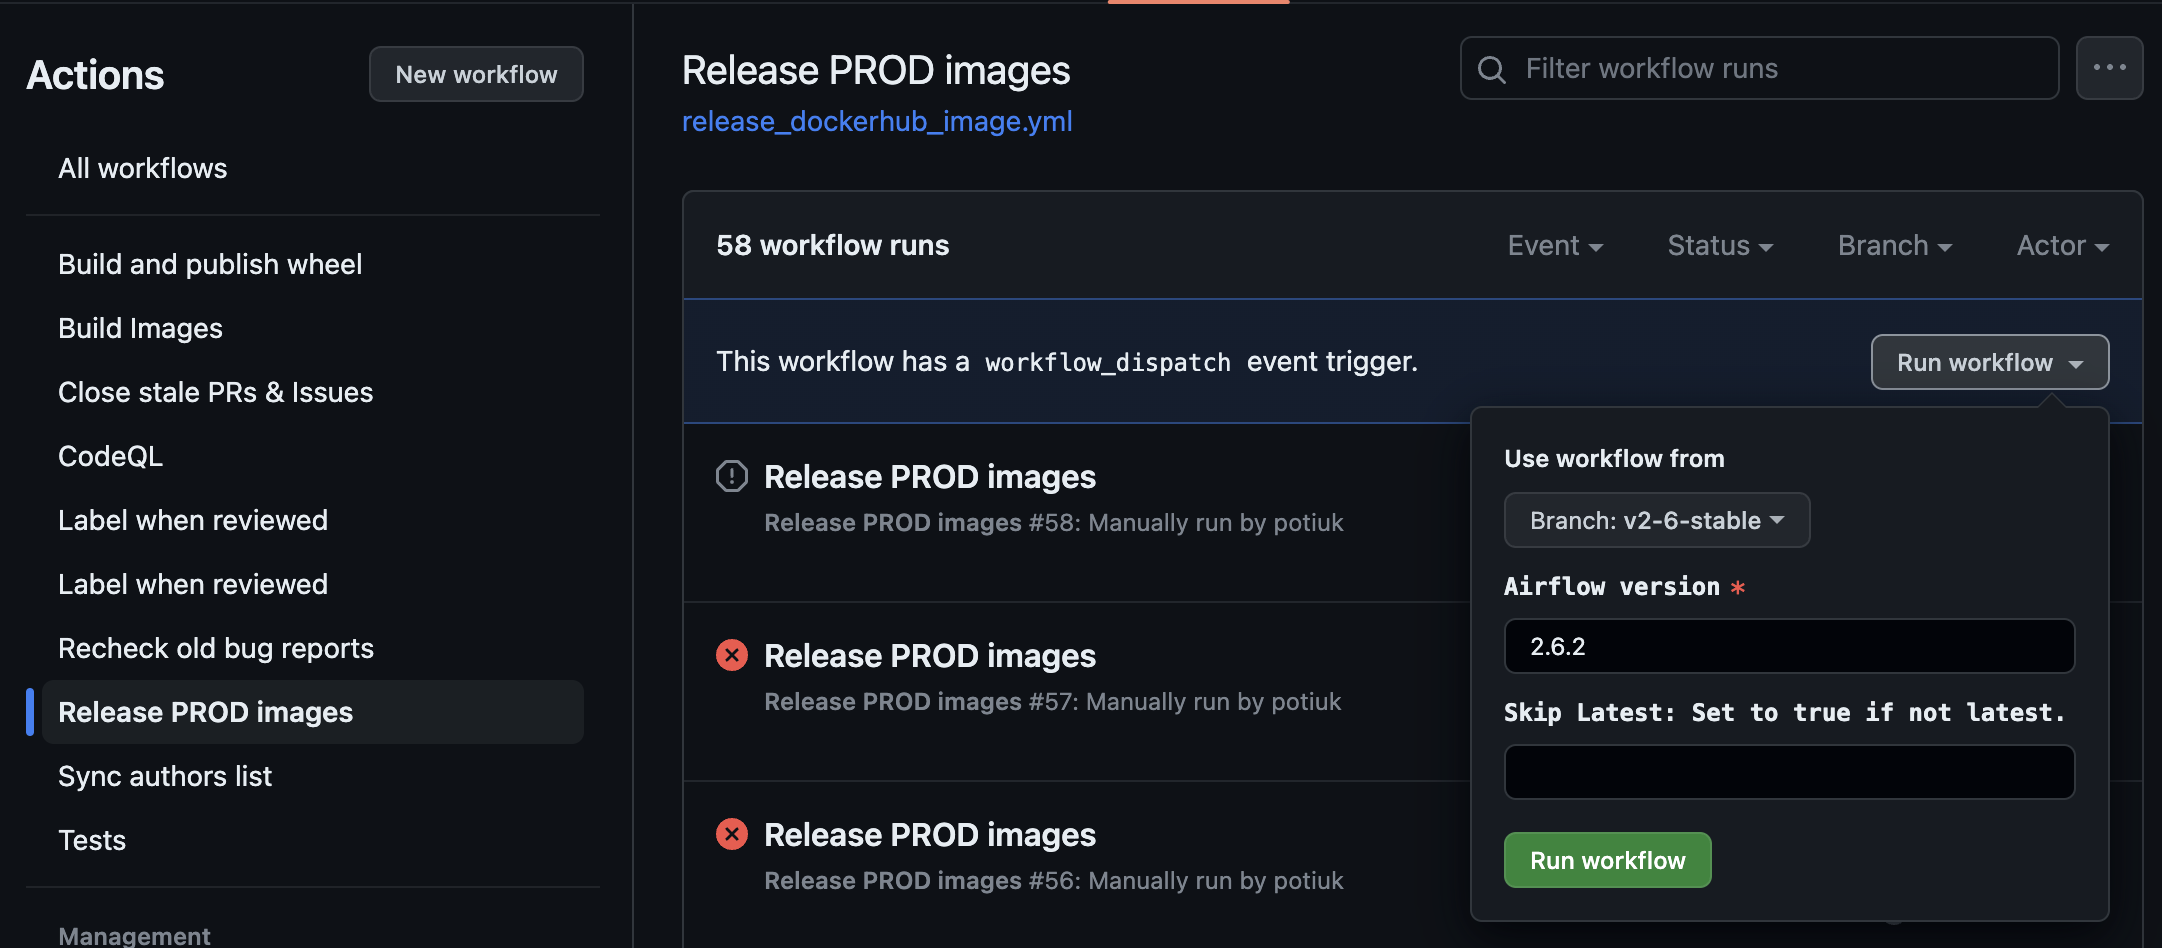 Actions
New workflow
All workflows
Build and publish wheel
Build Images
Close stale PRs & Issues
CodeQL
Label when reviewed
Label when reviewed
Recheck old bug reports
Release PROD images
Sync authors list
Tests
Management
Release PROD images
release_dockerhub_image.yml
Filter workflow runs
58 workflow runs
Event
Status
Branch
Actor
This workflow has a workflow_dispatch event trigger.
Run workflow
Release PROD images
Release PROD images #58: Manually run by potiuk
Release PROD images
Release PROD images #57: Manually run by potiuk
Release PROD images
Release PROD images #56: Manually run by potiuk
Use workflow from
Branch: v2-6-stable
Airflow version *
2.6.2
Skip Latest: Set to true if not latest.
Run workflow